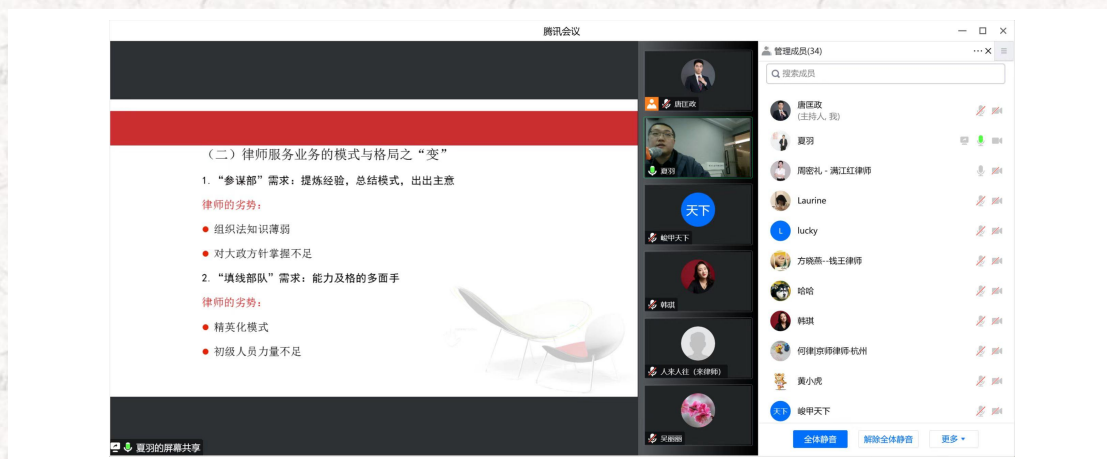 腾讯会议
（二）律师服务业务的模式与格局之“变”
1. “参谋部”需求：提炼经验，总结模式，出出主意
律师的劣势：
● 组织法知识薄弱
● 对大政方针掌握不足
2. “填线部队”需求：能力及格的多面手
律师的劣势：
● 精英化模式
● 初级人员力量不足
夏羽的屏幕共享
唐匡政
夏羽
天下
峻甲天下
韩琪
人来人往（来律师）
吴丽丽
管理成员(34)
搜索成员
唐匡政
(主持人, 我)
夏羽
周密礼 - 满江红律师
Laurine
L
lucky
方晓燕--钱王律师
哈哈
韩琪
何律|京师律师·杭州
黄小虎
天下
峻甲天下
全体静音
解除全体静音
更多